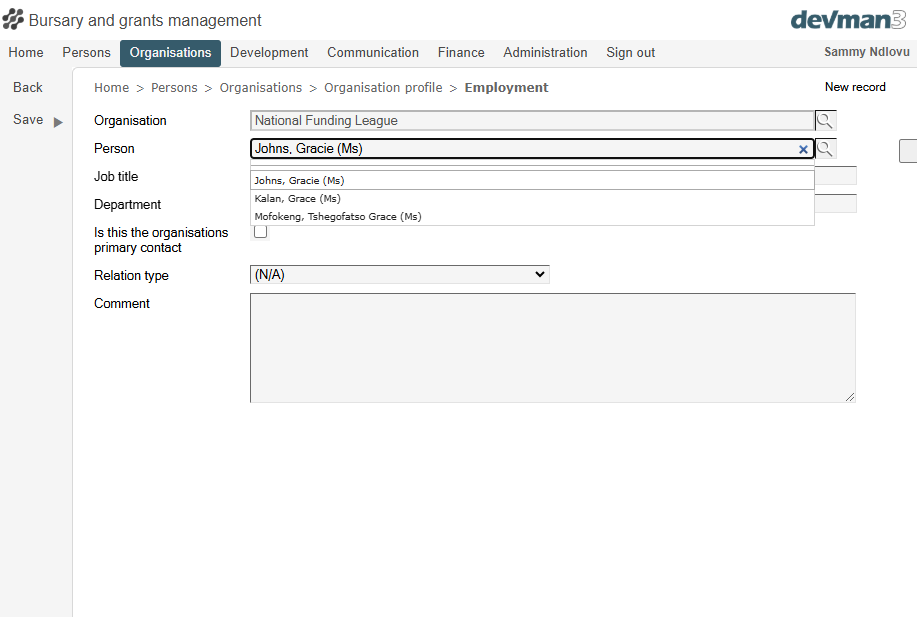 Bursary and grants management
devman3
Home Persons Organisations Development Communication Finance Administration Sign out Sammy Ndlovu
Back
Save
Home > Persons > Organisations > Organisation profile > Employment New record
Organisation National Funding League
Person Johns, Gracie (Ms)
Johns, Gracie (Ms)
Kalan, Grace (Ms)
Mofokeng, Tshegofatso Grace (Ms)
Job title
Department
Is this the organisations
primary contact
Relation type (N/A)
Comment